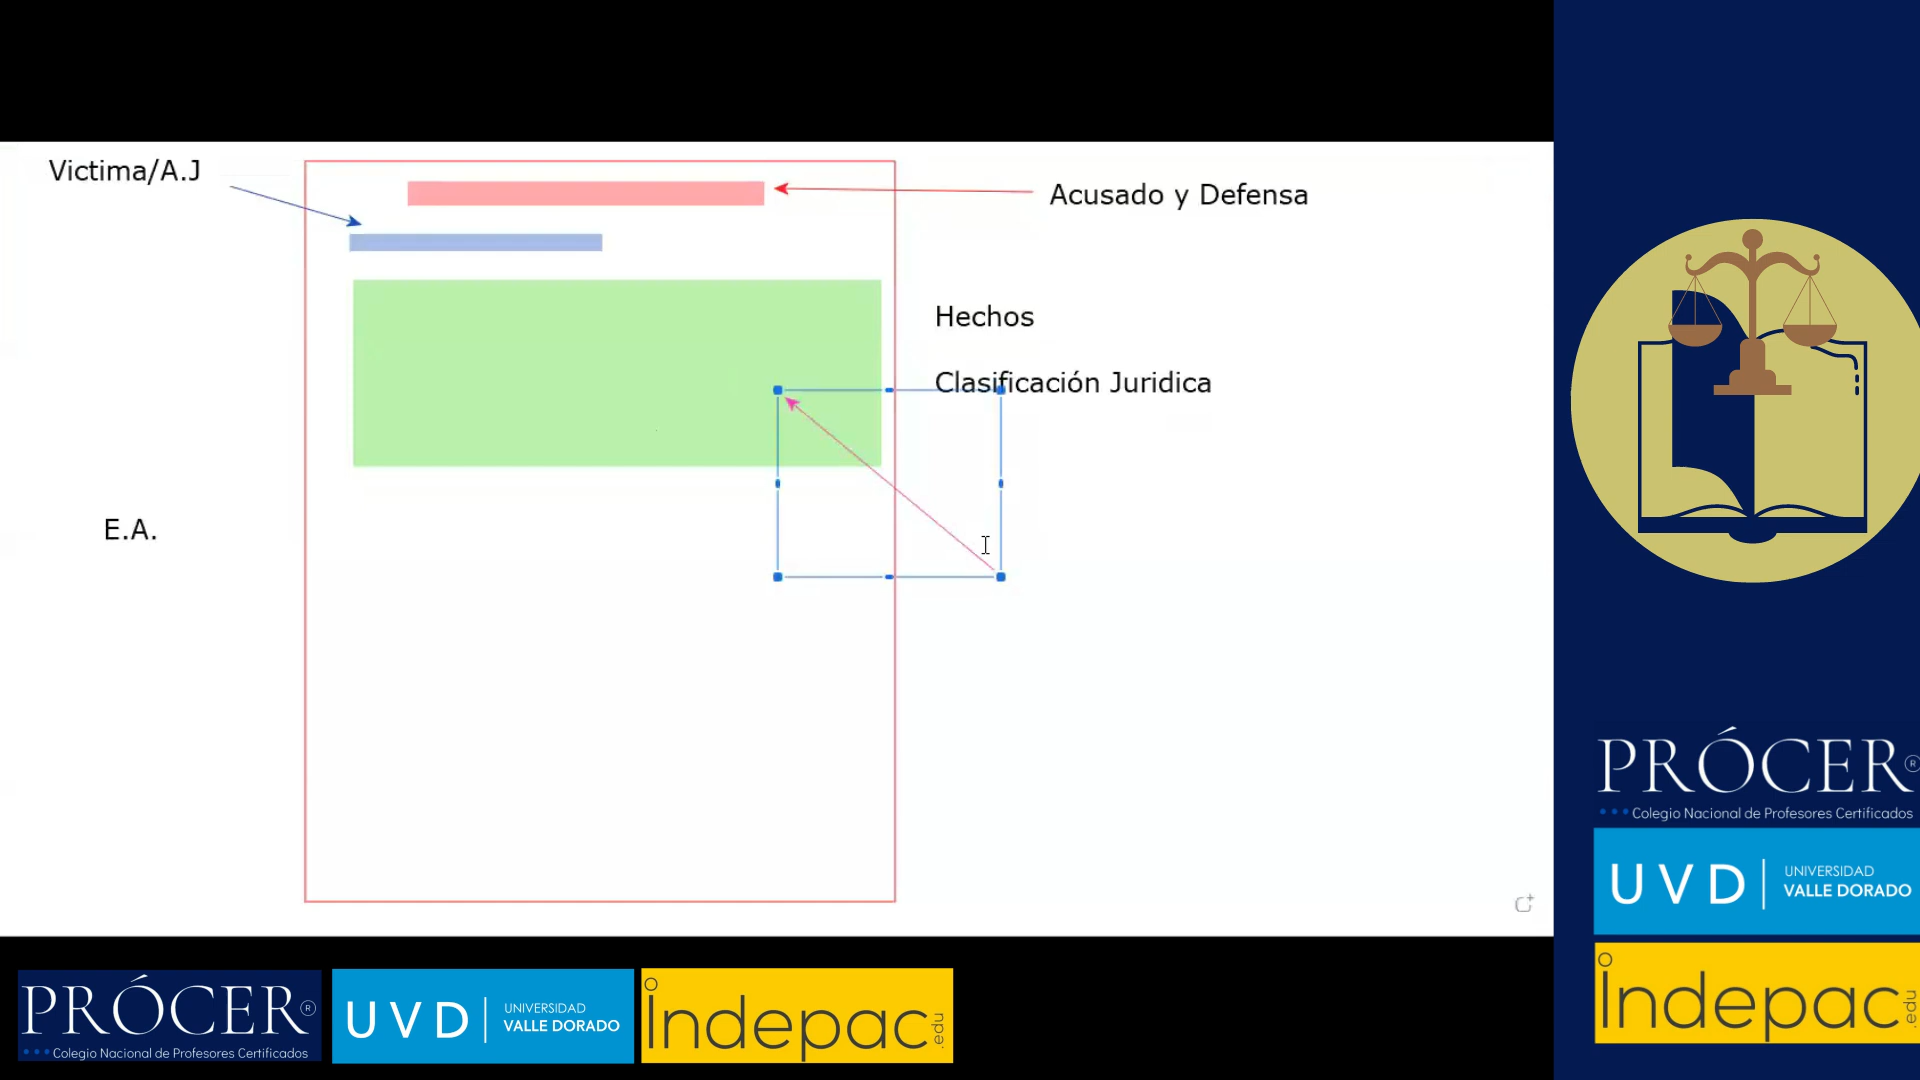 Victima/A.J
Acusado y Defensa
Hechos
Clasificación Juridica
E.A.
PRÓCER®
Colegio Nacional de Profesores Certificados
UVD
UNIVERSIDAD
VALLE DORADO
Indepac
.edu
PRÓCER®
Colegio Nacional de Profesores Certificados
UVD
UNIVERSIDAD
VALLE DORADO
Indepac
.edu